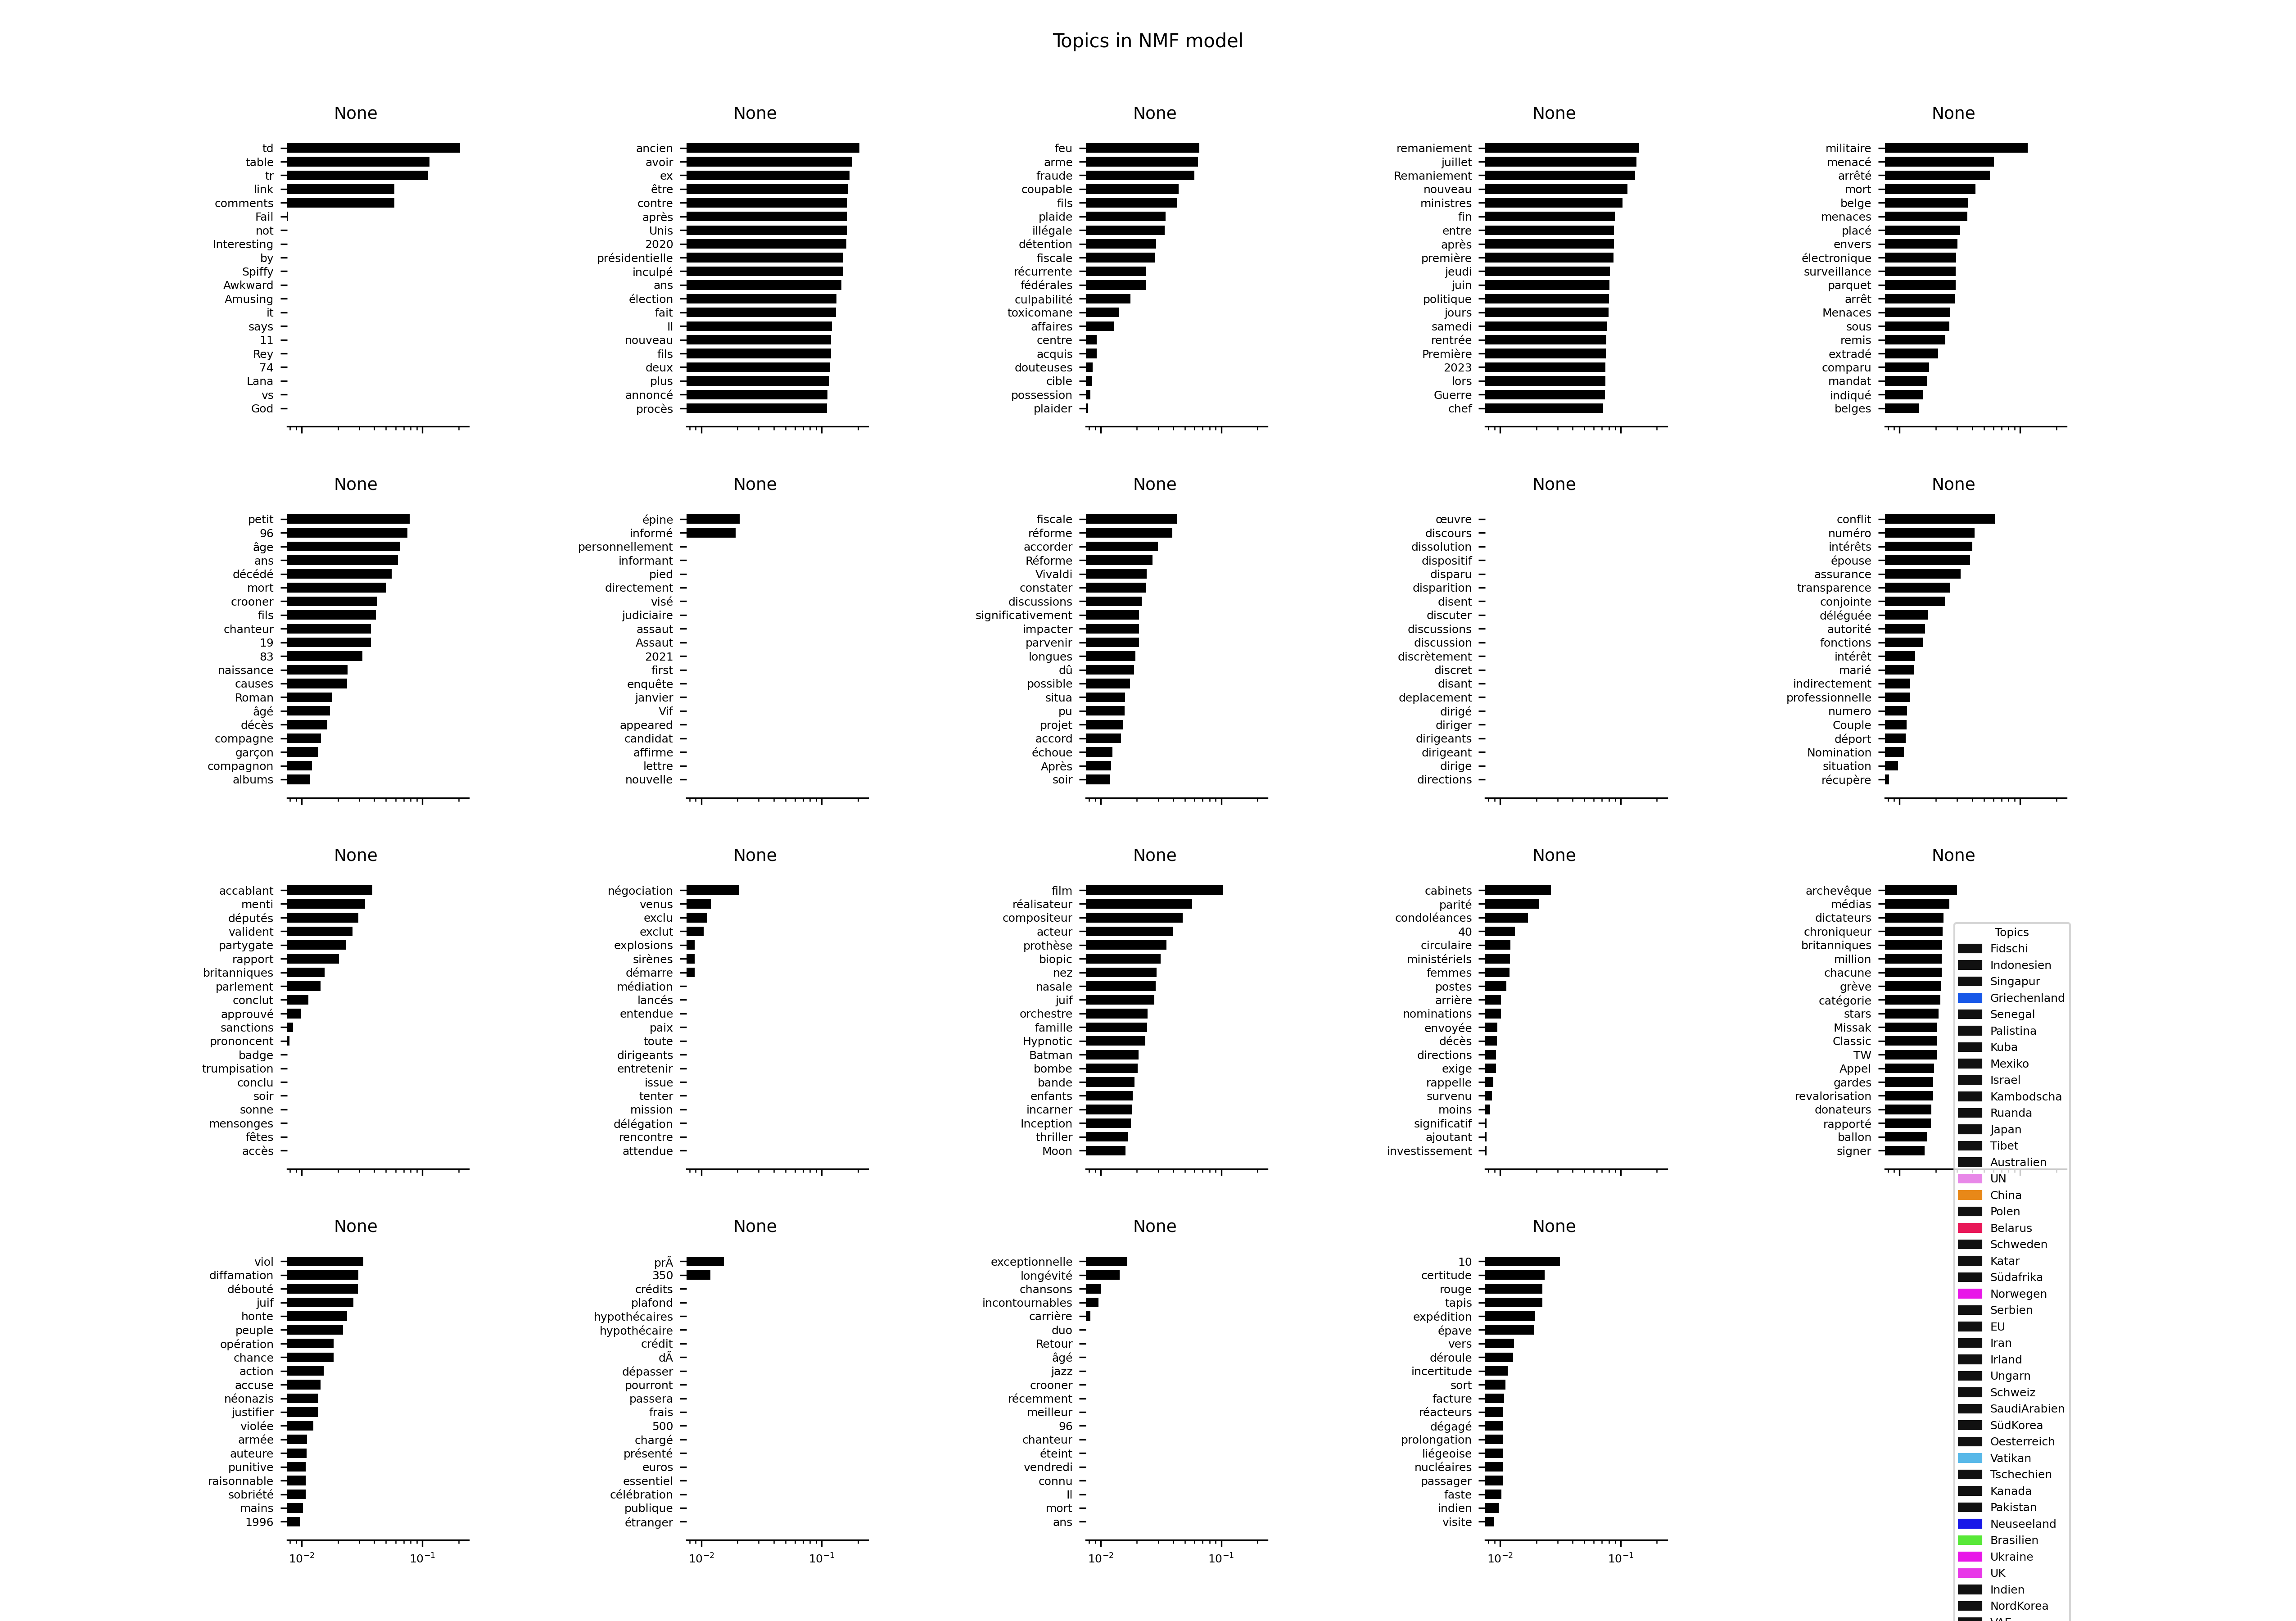 Topics in NMF model
None
td
table
tr
link
comments
Fail
not
Interesting
by
Spiffy
Awkward
Amusing
it
says
11
Rey
74
Lana
vs
God
None
ancien
avoir
ex
être
contre
après
Unis
2020
présidentielle
inculpé
ans
élection
fait
Il
nouveau
fils
deux
plus
annoncé
procès
None
feu
arme
fraude
coupable
fils
plaide
illégale
détention
fiscale
récurrente
fédérales
culpabilité
toxicomane
affaires
centre
acquis
douteuses
cible
possession
plaider
None
remaniement
juillet
Remaniement
nouveau
ministres
fin
entre
après
première
jeudi
juin
politique
jours
samedi
rentrée
Première
2023
lors
Guerre
chef
None
militaire
menacé
arrêté
mort
belge
menaces
placé
envers
électronique
surveillance
parquet
arrêt
Menaces
sous
remis
extradé
comparu
mandat
indiqué
belges
None
petit
96
âge
ans
décédé
mort
crooner
fils
chanteur
19
83
naissance
causes
Roman
âgé
décès
compagne
garçon
compagnon
albums
None
épine
informé
personnellement
informant
pied
directement
visé
judiciaire
assaut
Assaut
2021
first
enquête
janvier
Vif
appeared
candidat
affirme
lettre
nouvelle
None
fiscale
réforme
accorder
Réforme
Vivaldi
constater
discussions
significativement
impacter
parvenir
longues
dû
possible
situa
pu
projet
accord
échoue
Après
soir
None
œuvre
discours
dissolution
dispositif
disparu
disparition
disent
discuter
discussions
discussion
discrètement
discret
disant
deplacement
dirigé
diriger
dirigeants
dirigeant
dirige
directions
None
conflit
numéro
intérêts
épouse
assurance
transparence
conjointe
déléguée
autorité
fonctions
intérêt
marié
indirectement
professionnelle
numero
Couple
déport
Nomination
situation
récupère
None
accablant
menti
députés
valident
partygate
rapport
britanniques
parlement
conclut
approuvé
sanctions
prononcent
badge
trumpisation
conclu
soir
sonne
mensonges
fêtes
accès
None
négociation
venus
exclu
exclut
explosions
sirènes
démarre
médiation
lancés
entendue
paix
toute
dirigeants
entretenir
issue
tenter
mission
délégation
rencontre
attendue
None
film
réalisateur
compositeur
acteur
prothèse
biopic
nez
nasale
juif
orchestre
famille
Hypnotic
Batman
bombe
bande
enfants
incarner
Inception
thriller
Moon
None
cabinets
parité
condoléances
40
circulaire
ministériels
femmes
postes
arrière
nominations
envoyée
décès
directions
exige
rappelle
survenu
moins
significatif
ajoutant
investissement
None
archevêque
médias
dictateurs
chroniqueur
britanniques
million
chacune
grève
catégorie
stars
Missak
Classic
TW
Appel
gardes
revalorisation
donateurs
rapporté
ballon
signer
None
viol
diffamation
débouté
juif
honte
peuple
opération
chance
action
accuse
néonazis
justifier
violée
armée
auteure
punitive
raisonnable
sobriété
mains
1996
10⁻² 10⁻¹
None
prÃ
350
crédits
plafond
hypothécaires
hypothécaire
crédit
dÃ
dépasser
pourront
passera
frais
500
chargé
présenté
euros
essentiel
célébration
publique
étranger
10⁻² 10⁻¹
None
exceptionnelle
longévité
chansons
incontournables
carrière
duo
Retour
âgé
jazz
crooner
récemment
meilleur
96
chanteur
éteint
vendredi
connu
Il
mort
ans
10⁻² 10⁻¹
None
10
certitude
rouge
tapis
expédition
épave
vers
déroule
incertitude
sort
facture
réacteurs
dégagé
prolongation
liégeoise
nucléaires
passager
faste
indien
visite
10⁻² 10⁻¹
Topics
Fidschi
Indonesien
Singapur
Griechenland
Senegal
Palistina
Kuba
Mexiko
Israel
Kambodscha
Ruanda
Japan
Tibet
Australien
UN
China
Polen
Belarus
Schweden
Katar
Südafrika
Norwegen
Serbien
EU
Iran
Irland
Ungarn
Schweiz
SaudiArabien
SüdKorea
Oesterreich
Vatikan
Tschechien
Kanada
Pakistan
Neuseeland
Brasilien
Ukraine
UK
Indien
NordKorea